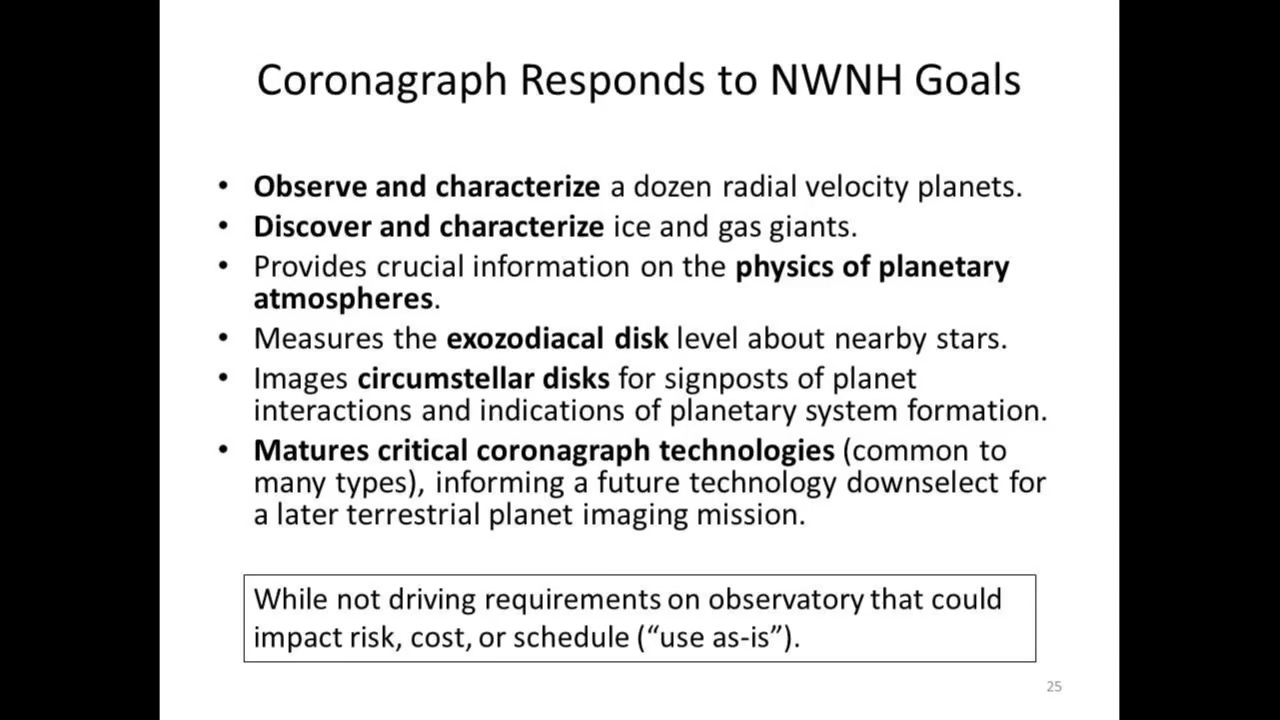 Coronagraph Responds to NWNH Goals
• Observe and characterize a dozen radial velocity planets.
• Discover and characterize ice and gas giants.
• Provides crucial information on the physics of planetary
atmospheres.
• Measures the exozodiacal disk level about nearby stars.
• Images circumstellar disks for signposts of planet
interactions and indications of planetary system formation.
• Matures critical coronagraph technologies (common to
many types), informing a future technology downselect for
a later terrestrial planet imaging mission.
While not driving requirements on observatory that could
impact risk, cost, or schedule (“use as-is”).
25